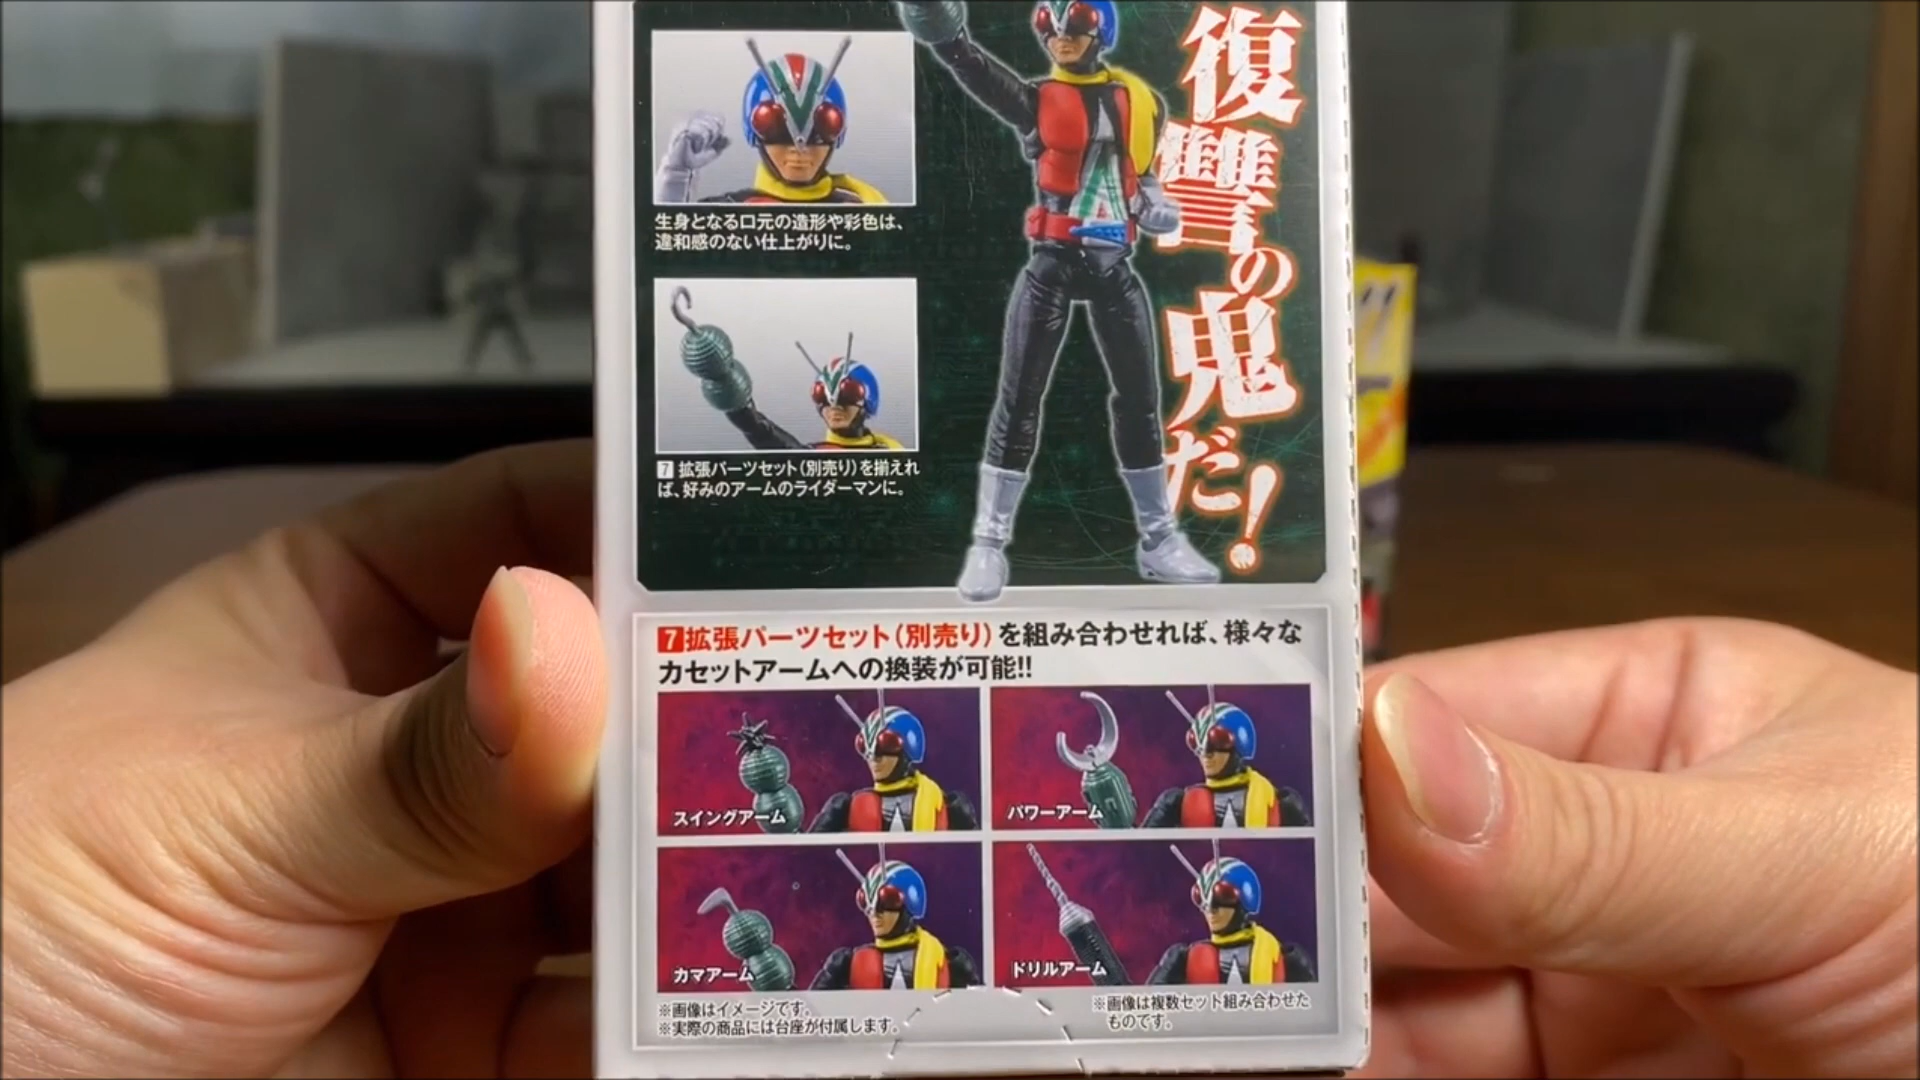 復讐の鬼だ!
生身となる口元の造形や彩色は、
違和感のない仕上がりに。
7 拡張パーツセット(別売り)を揃えれ
ば、好みのアームのライダーマンに。
7 拡張パーツセット(別売り)を組み合わせれば、様々な
カセットアームへの換装が可能!!
スイングアーム
パワーアーム
カマアーム
ドリルアーム
※画像はイメージです。
※実際の商品には台座が付属します。
※画像は複数セット組み合わせた
ものです。